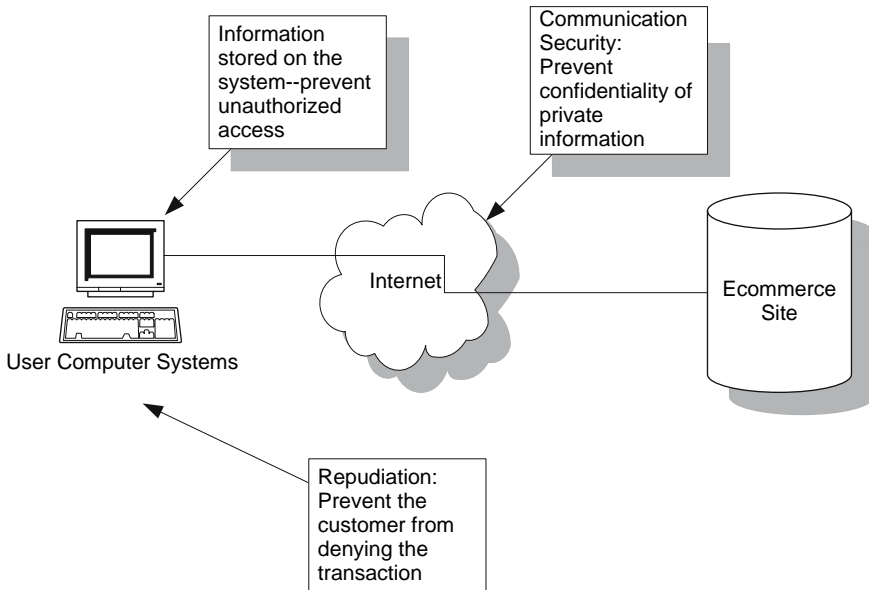 Information
stored on the
system--prevent
unauthorized
access
Communication
Security:
Prevent
confidentiality of
private
information
Internet
Ecommerce
Site
User Computer Systems
Repudiation:
Prevent the
customer from
denying the
transaction